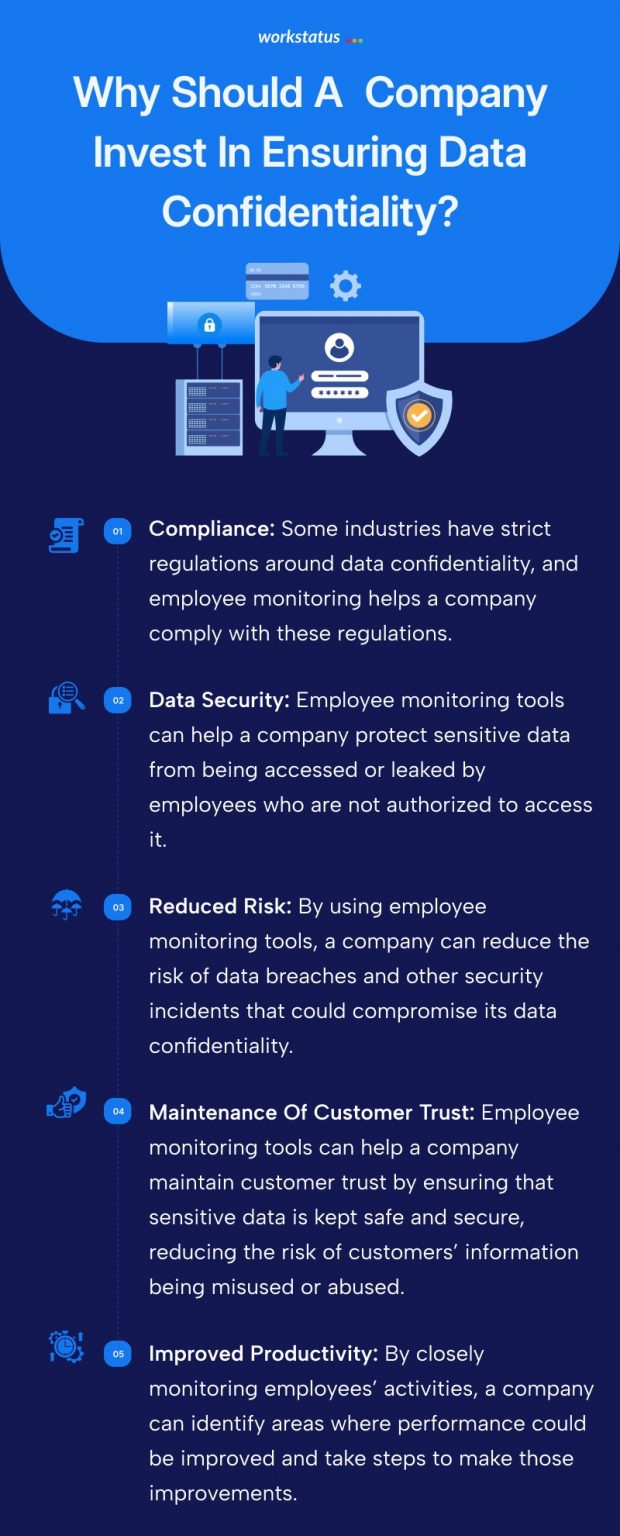 workstatus
Why Should A Company
Invest In Ensuring Data
Confidentiality?
01
Compliance: Some industries have strict
regulations around data confidentiality, and
employee monitoring helps a company
comply with these regulations.
02
Data Security: Employee monitoring tools
can help a company protect sensitive data
from being accessed or leaked by
employees who are not authorized to access
it.
03
Reduced Risk: By using employee
monitoring tools, a company can reduce the
risk of data breaches and other security
incidents that could compromise its data
confidentiality.
04
Maintenance Of Customer Trust: Employee
monitoring tools can help a company
maintain customer trust by ensuring that
sensitive data is kept safe and secure,
reducing the risk of customers’ information
being misused or abused.
05
Improved Productivity: By closely
monitoring employees’ activities, a company
can identify areas where performance could
be improved and take steps to make those
improvements.